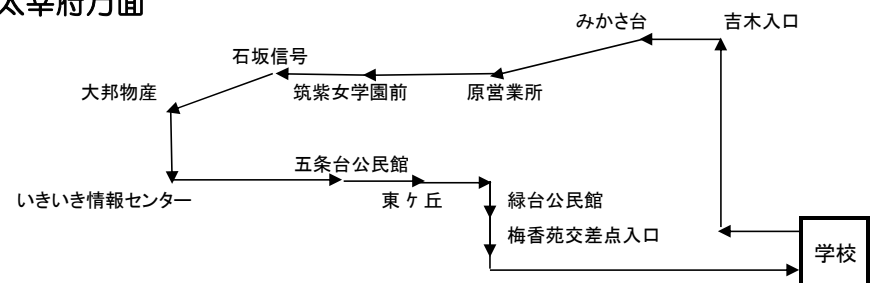 太宰府方面
みかさ台
吉木入口
石坂信号
大邦物産
筑紫女学園前
原営業所
五条台公民館
いきいき情報センター
東ケ丘
緑台公民館
梅香苑交差点入口
学校